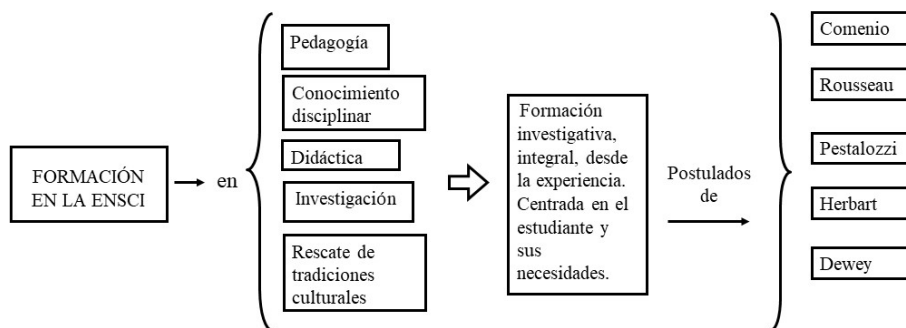 FORMACIÓN
EN LA ENSCI
en
Pedagogía
Conocimiento
disciplinar
Didáctica
Investigación
Rescate de
tradiciones
culturales
Formación
investigativa,
integral, desde
la experiencia.
Centrada en el
estudiante y
sus
necesidades.
Postulados
de
Comenio
Rousseau
Pestalozzi
Herbart
Dewey